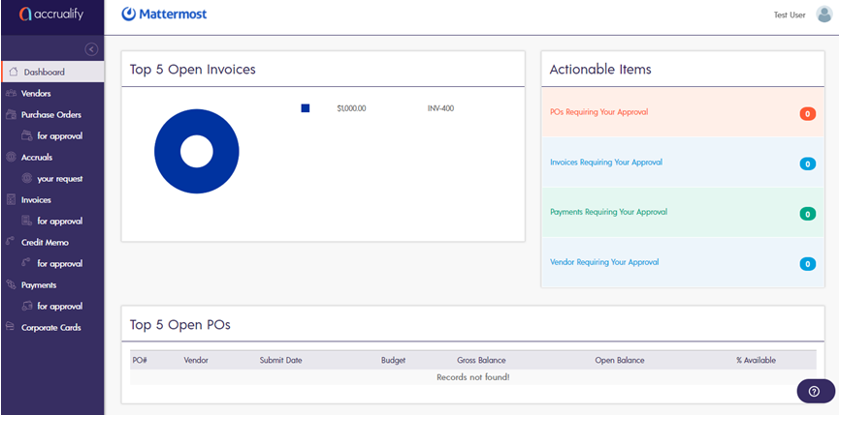 accrualify
Mattermost
Test User
Dashboard
Vendors
Purchase Orders
for approval
Accruals
your request
Invoices
for approval
Credit Memo
for approval
Payments
for approval
Corporate Cards
Top 5 Open Invoices
$1,000.00 INV-400
Actionable Items
POs Requiring Your Approval 0
Invoices Requiring Your Approval 0
Payments Requiring Your Approval 0
Vendor Requiring Your Approval 0
Top 5 Open POs
PO# Vendor Submit Date Budget Gross Balance Open Balance % Available
Records not found!